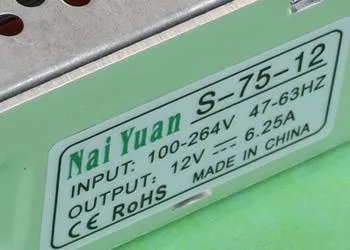 Nai Yuan S-75-12
INPUT: 100-264V 47-63HZ
OUTPUT: 12V⎓6.25A
CE RoHS MADE IN CHINA